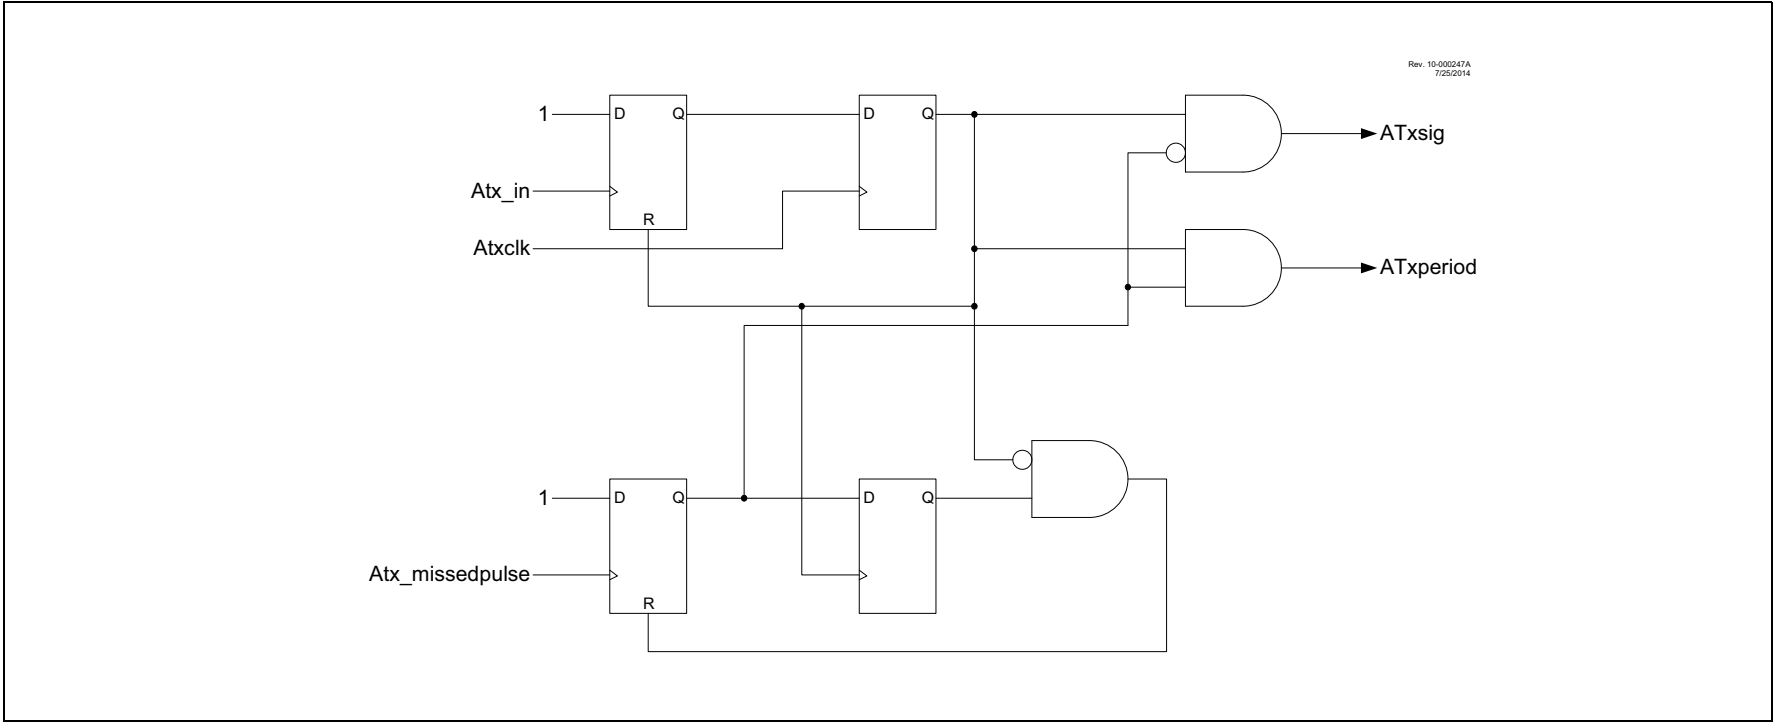 Rev. 10-000247A
7/25/2014
1
D Q
D Q
ATxsig
Atx_in
R
Atxclk
ATxperiod
1
D Q
D Q
Atx_missedpulse
R